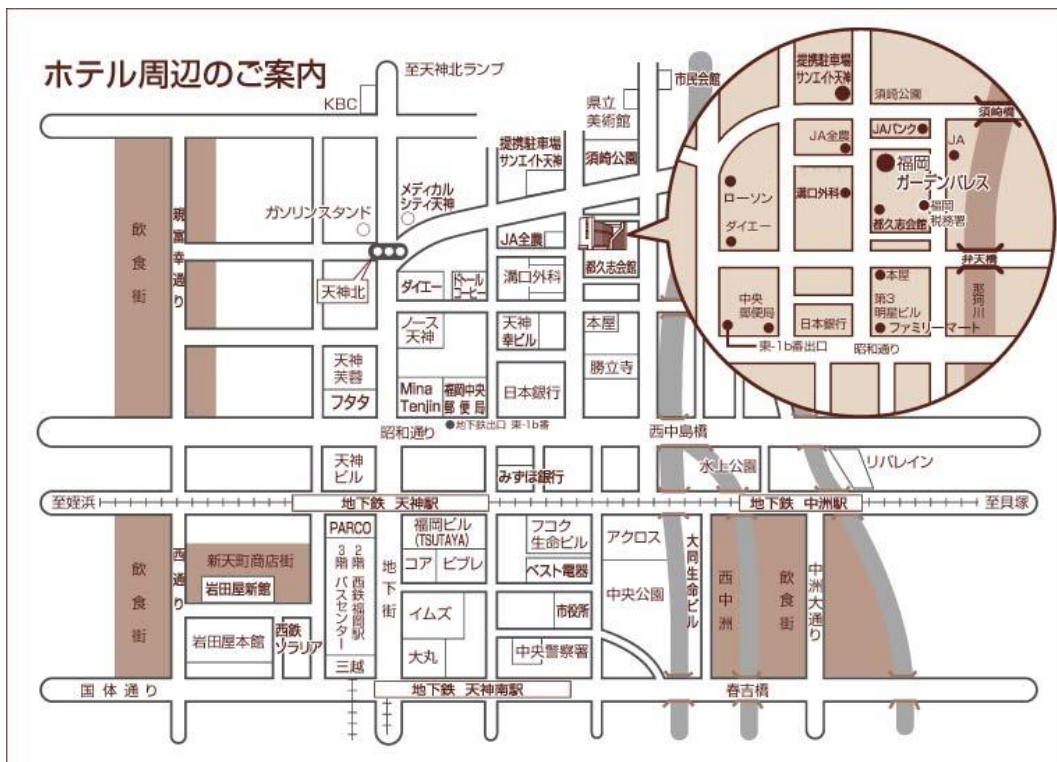 ホテル周辺のご案内
至天神北ランプ
KBC
市民会館
県立
美術館
提携駐車場
サンエイト天神
須崎公園
メディカル
シティ天神
ガソリンスタンド
親富幸通り
飲食街
天神北
JA全農
都久志会館
ダイエー
ドトール
コーヒー
溝口外科
ノース
天神
天神
幸ビル
本屋
天神
芙蓉
フタタ
Mina
Tenjin
福岡中央
郵便局
日本銀行
勝立寺
●地下鉄出口 東-1b番
昭和通り
西中島橋
天神
ビル
みずほ銀行
水上公園
リバレイン
至姪浜
地下鉄 天神駅
地下鉄 中洲駅
至貝塚
飲食街
西通り
新天町商店街
岩田屋新館
岩田屋本館
西鉄
ソラリア
PARCO
2階 西鉄福岡駅
3階 バスセンター
三越
地下街
福岡ビル
(TSUTAYA)
コア
ビブレ
イムズ
大丸
フコク
生命ビル
ベスト電器
市役所
中央警察署
アクロス
中央公園
大同生命ビル
西中洲
飲食街
中洲大通り
国体通り
地下鉄 天神南駅
春吉橋
提携駐車場
サンエイト天神
須崎公園
須崎橋
JAバンク
JA全農
JA
福岡
ガーデンパレス
ローソン
溝口外科
福岡
税務署
都久志会館
ダイエー
弁天橋
本屋
那珂川
中央
郵便局
日本銀行
第3
明星ビル
ファミリーマート
東-1b番出口
昭和通り